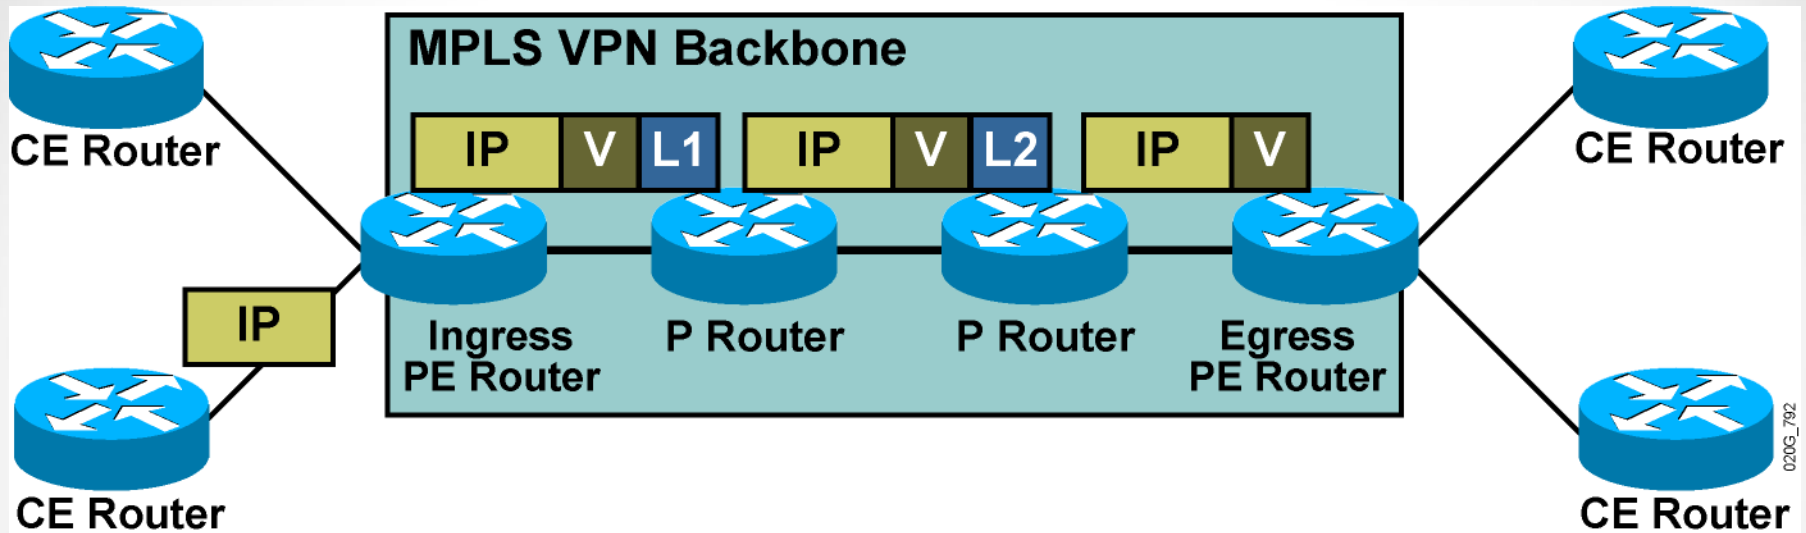 MPLS VPN Backbone
CE Router
CE Router
IP V L1
IP V L2
IP V
IP
Ingress
PE Router
P Router
P Router
Egress
PE Router
CE Router
CE Router
020G_792